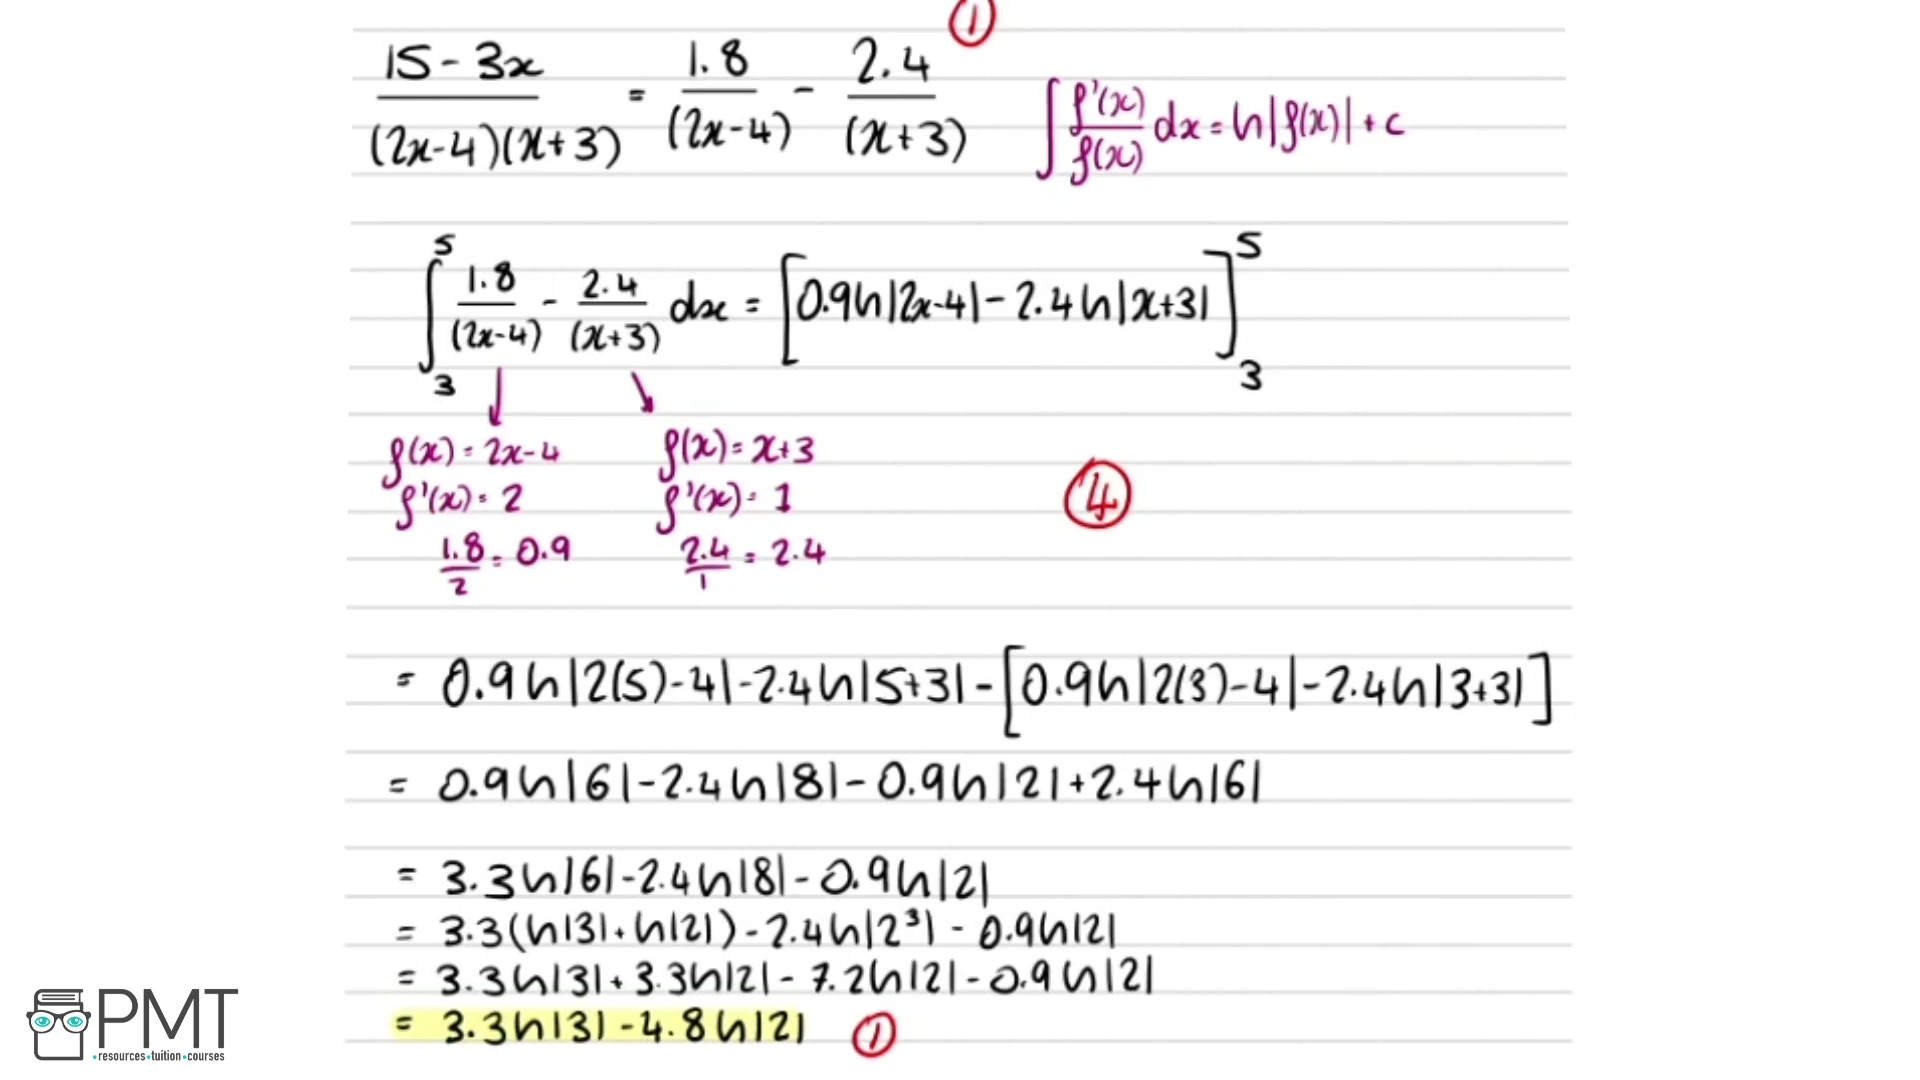 ①
15 - 3x / (2x-4)(x+3) = 1.8 / (2x-4) - 2.4 / (x+3)
∫ f'(x)/f(x) dx = ln|f(x)| + c
∫₃⁵ 1.8/(2x-4) - 2.4/(x+3) dx = [0.9ln|2x-4| - 2.4ln|x+3|]₃⁵
f(x) = 2x-4
f'(x) = 2
1.8/2 = 0.9
f(x) = x+3
f'(x) = 1
2.4/1 = 2.4
④
= 0.9ln|2(5)-4| - 2.4ln|5+3| - [0.9ln|2(3)-4| - 2.4ln|3+3|]
= 0.9ln|6| - 2.4ln|8| - 0.9ln|2| + 2.4ln|6|
= 3.3ln|6| - 2.4ln|8| - 0.9ln|2|
= 3.3(ln|3| + ln|2|) - 2.4ln|2³| - 0.9ln|2|
= 3.3ln|3| + 3.3ln|2| - 7.2ln|2| - 0.9ln|2|
= 3.3ln|3| - 4.8ln|2| ①
PMT
•resources•tuition•courses